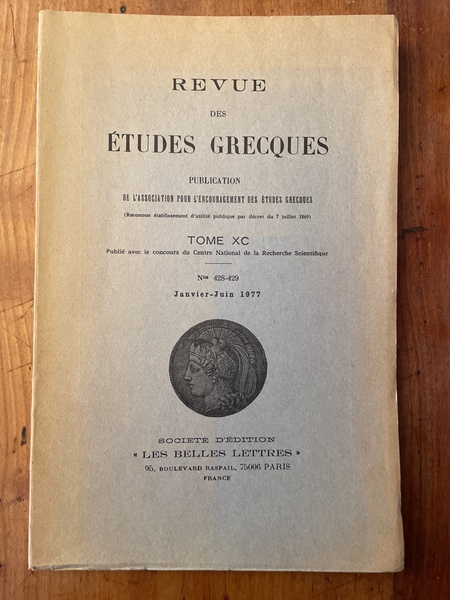 REVUE
DES
ÉTUDES GRECQUES
PUBLICATION
DE L'ASSOCIATION POUR L'ENCOURAGEMENT DES ÉTUDES GRECQUES
(Reconnue établissement d'utilité publique par décret du 7 juillet 1869)
TOME XC
Publié avec le concours du Centre National de la Recherche Scientifique
Nos 428-429
Janvier-Juin 1977
SOCIÉTÉ D'ÉDITION
« LES BELLES LETTRES »
95, BOULEVARD RASPAIL, 75006 PARIS
FRANCE